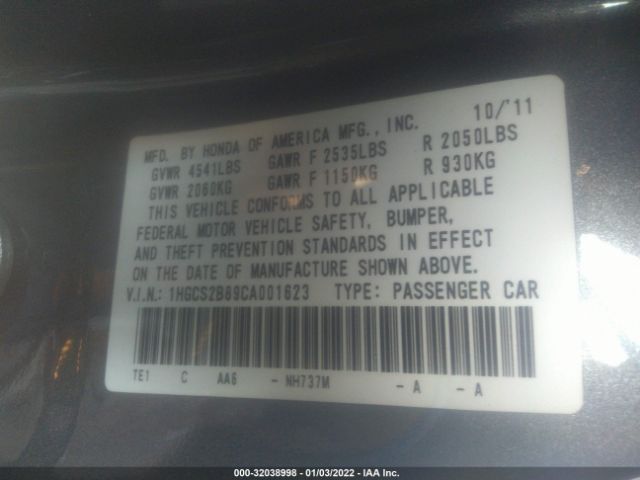 10/'11
MFD. BY HONDA OF AMERICA MFG., INC.
GVWR 4541LBS GAWR F 2535LBS R 2050LBS
GVWR 2060KG GAWR F 1150KG R 930KG
THIS VEHICLE CONFORMS TO ALL APPLICABLE
FEDERAL MOTOR VEHICLE SAFETY, BUMPER,
AND THEFT PREVENTION STANDARDS IN EFFECT
ON THE DATE OF MANUFACTURE SHOWN ABOVE.
V.I.N.: 1HGCS2B89CA001623 TYPE: PASSENGER CAR
TE1 C AA6 - NH737M - A - A
000-32038998 - 01/03/2022 - IAA Inc.